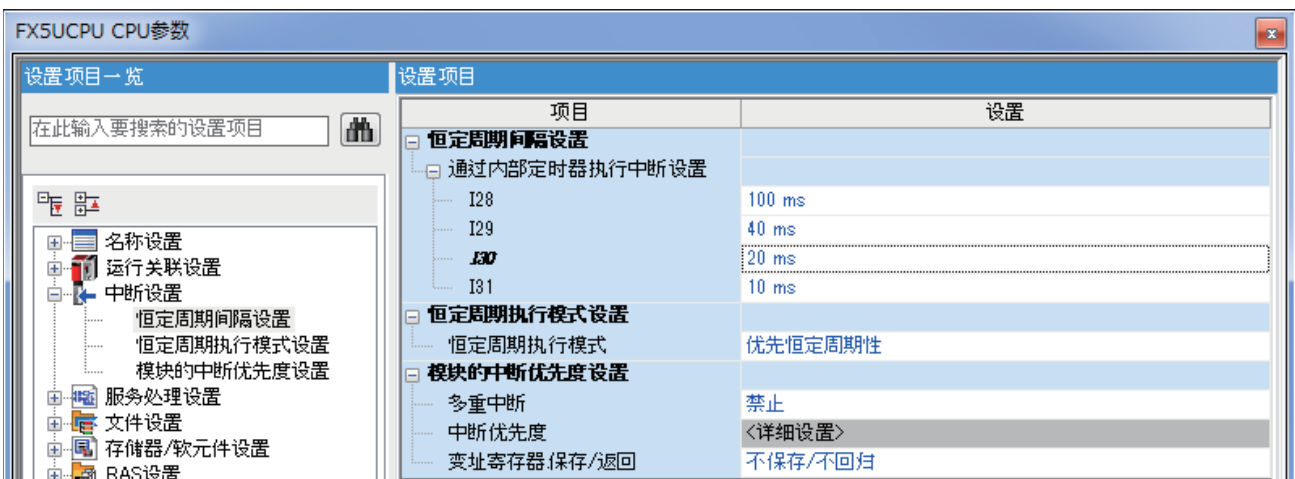 FX5UCPU CPU参数
设置项目一览
在此输入要搜索的设置项目
名称设置
运行关联设置
中断设置
恒定周期间隔设置
恒定周期执行模式设置
模块的中断优先度设置
服务处理设置
文件设置
存储器/软元件设置
RAS设置
设置项目
项目 设置
恒定周期间隔设置
通过内部定时器执行中断设置
I28 100 ms
I29 40 ms
I30 20 ms
I31 10 ms
恒定周期执行模式设置
恒定周期执行模式 优先恒定周期性
模块的中断优先度设置
多重中断 禁止
中断优先度 <详细设置>
变址寄存器保存/返回 不保存/不回归